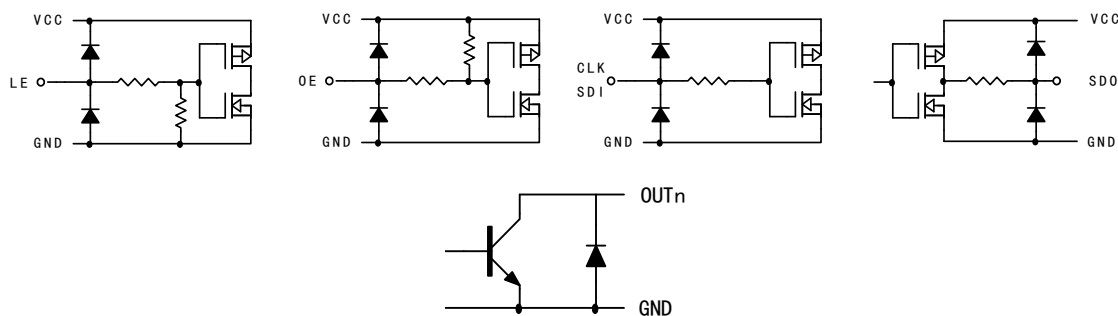 VCC
LE
GND
VCC
OE
GND
VCC
CLK
SDI
GND
VCC
SDO
GND
OUTn
GND